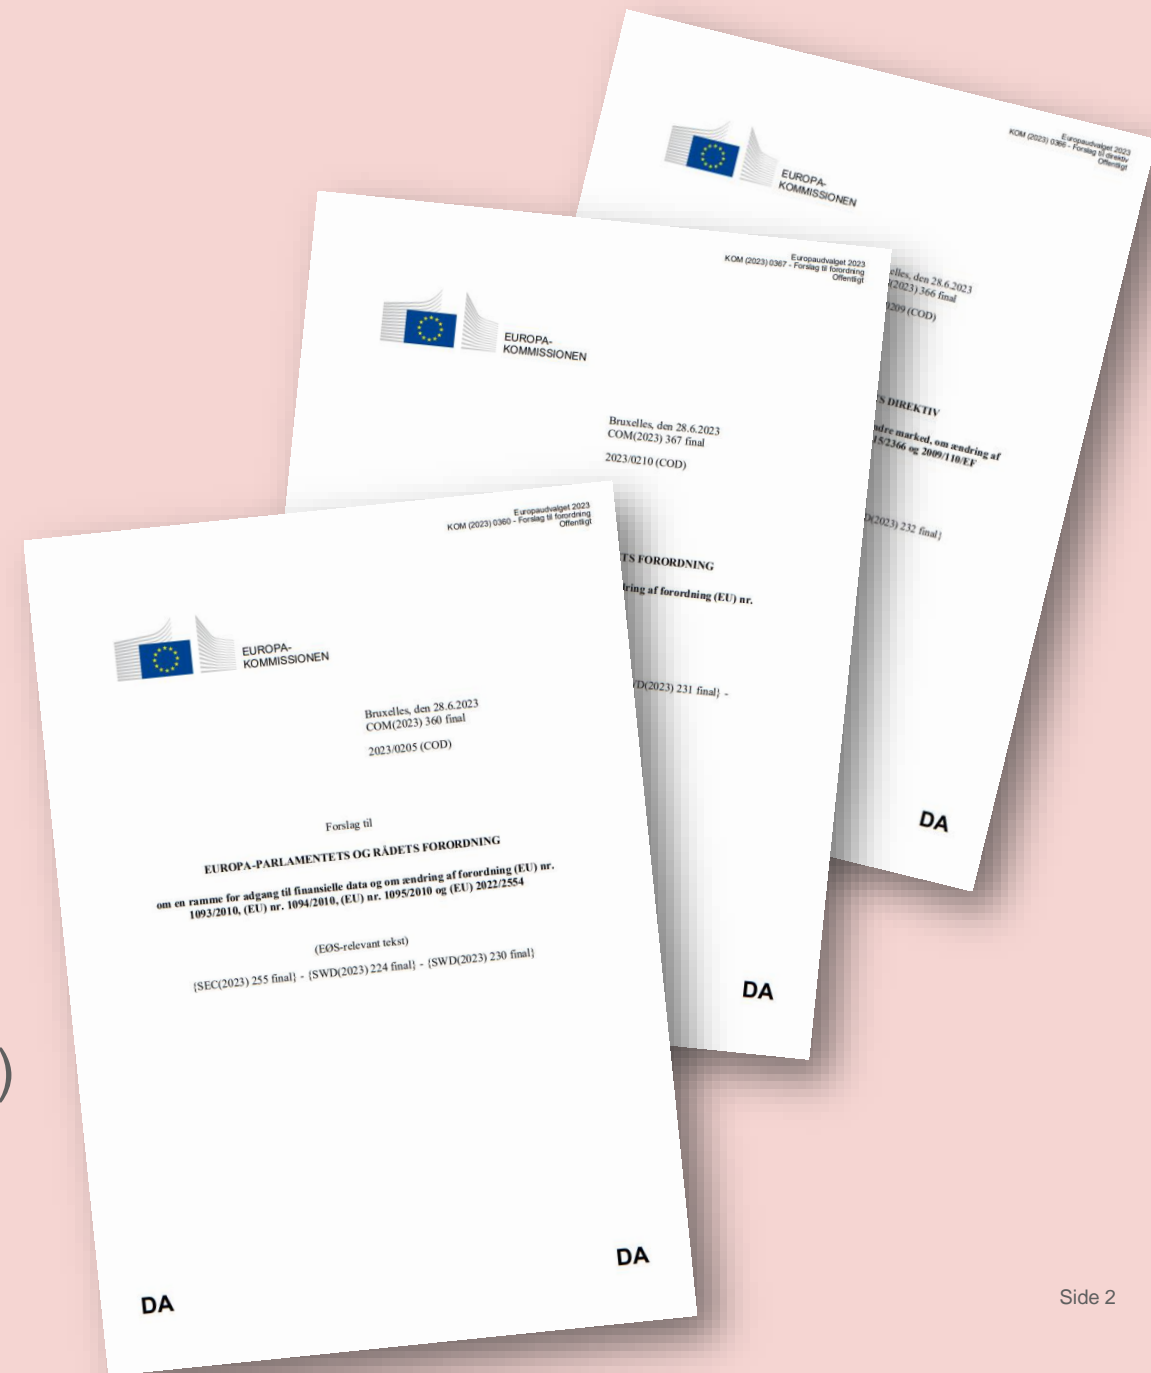 Europaudvalget 2023
KOM (2023) 0366 - Forslag til direktiv
Offentligt
EUROPA-
KOMMISSIONEN
elles, den 28.6.2023
(2023) 366 final
0209 (COD)
S DIREKTIV
ndre marked, om ændring af
15/2366 og 2009/110/EF
D(2023) 232 final}
DA
Europaudvalget 2023
KOM (2023) 0367 - Forslag til forordning
Offentligt
EUROPA-
KOMMISSIONEN
Bruxelles, den 28.6.2023
COM(2023) 367 final
2023/0210 (COD)
TS FORORDNING
dring af forordning (EU) nr.
WD(2023) 231 final} -
DA
Europaudvalget 2023
KOM (2023) 0360 - Forslag til forordning
Offentligt
EUROPA-
KOMMISSIONEN
Bruxelles, den 28.6.2023
COM(2023) 360 final
2023/0205 (COD)
Forslag til
EUROPA-PARLAMENTETS OG RÅDETS FORORDNING
om en ramme for adgang til finansielle data og om ændring af forordning (EU) nr.
1093/2010, (EU) nr. 1094/2010, (EU) nr. 1095/2010 og (EU) 2022/2554
(EØS-relevant tekst)
{SEC(2023) 255 final} - {SWD(2023) 224 final} - {SWD(2023) 230 final}
)
DA
DA
Side 2